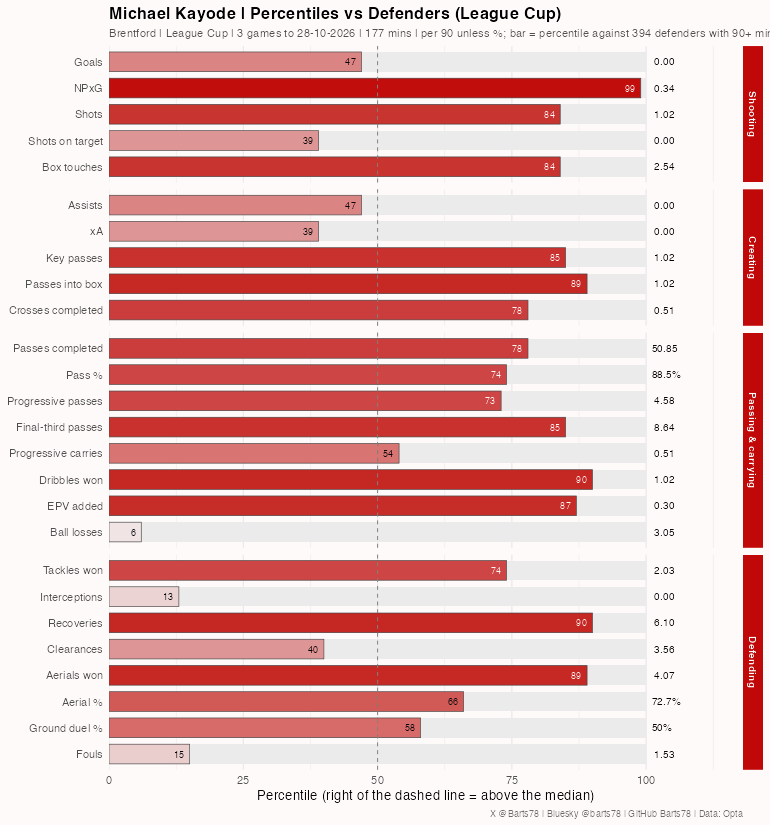 Michael Kayode | Percentiles vs Defenders (League Cup)
Brentford | League Cup | 3 games to 28-10-2026 | 177 mins | per 90 unless %; bar = percentile against 394 defenders with 90+ min
Shooting
Goals 47 0.00
NPxG 99 0.34
Shots 84 1.02
Shots on target 39 0.00
Box touches 84 2.54
Creating
Assists 47 0.00
xA 39 0.00
Key passes 85 1.02
Passes into box 89 1.02
Crosses completed 78 0.51
Passing & carrying
Passes completed 78 50.85
Pass % 74 88.5%
Progressive passes 73 4.58
Final-third passes 85 8.64
Progressive carries 54 0.51
Dribbles won 90 1.02
EPV added 87 0.30
Ball losses 6 3.05
Defending
Tackles won 74 2.03
Interceptions 13 0.00
Recoveries 90 6.10
Clearances 40 3.56
Aerials won 89 4.07
Aerial % 66 72.7%
Ground duel % 58 50%
Fouls 15 1.53
0 25 50 75 100
Percentile (right of the dashed line = above the median)
X @Barts78 | Bluesky @barts78 | GitHub Barts78 | Data: Opta